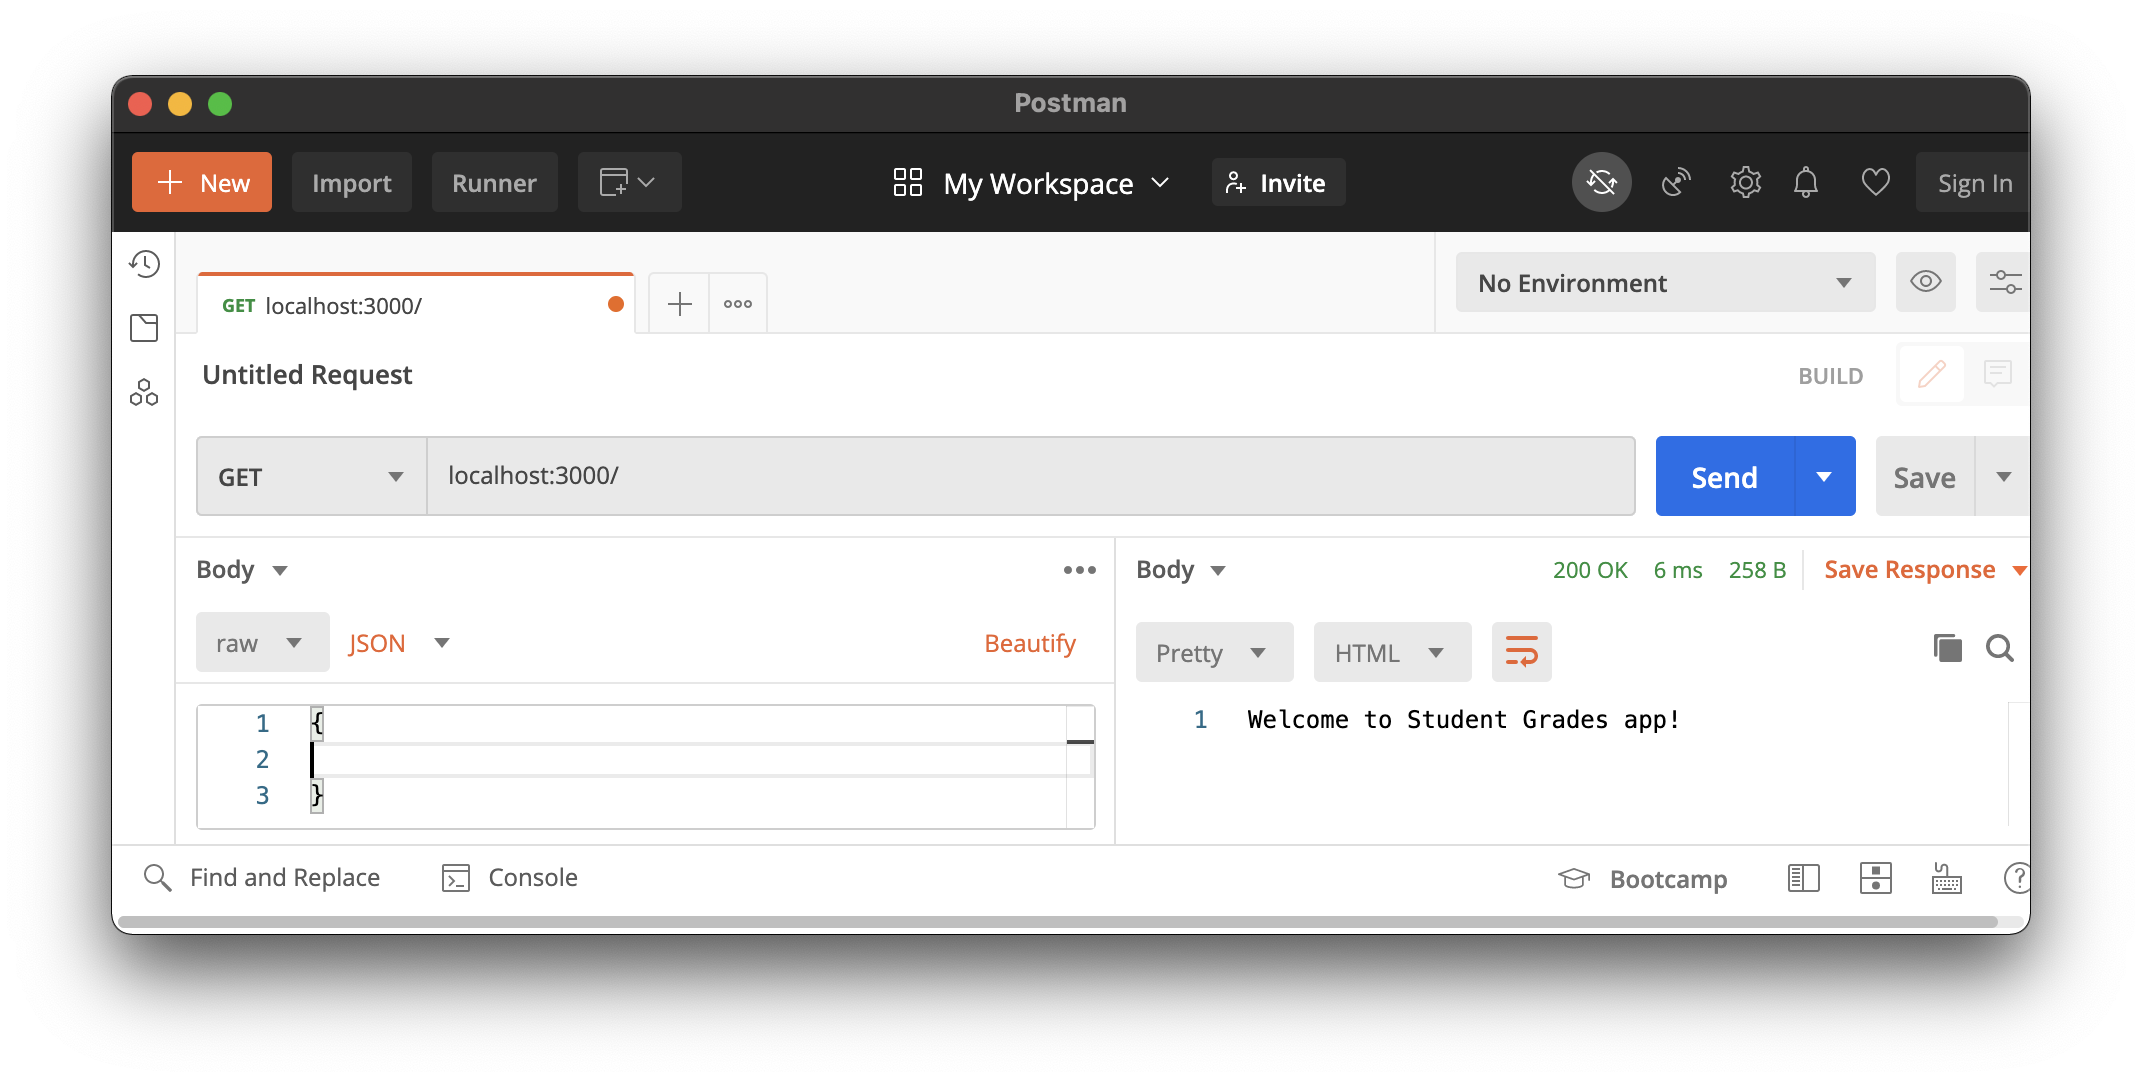 Postman
New Import Runner My Workspace Invite Sign In
GET localhost:3000/ No Environment
Untitled Request BUILD
GET localhost:3000/ Send Save
Body Body 200 OK 6 ms 258 B Save Response
raw JSON Beautify Pretty HTML
1 { 1 Welcome to Student Grades app!
2
3 }
Find and Replace Console Bootcamp